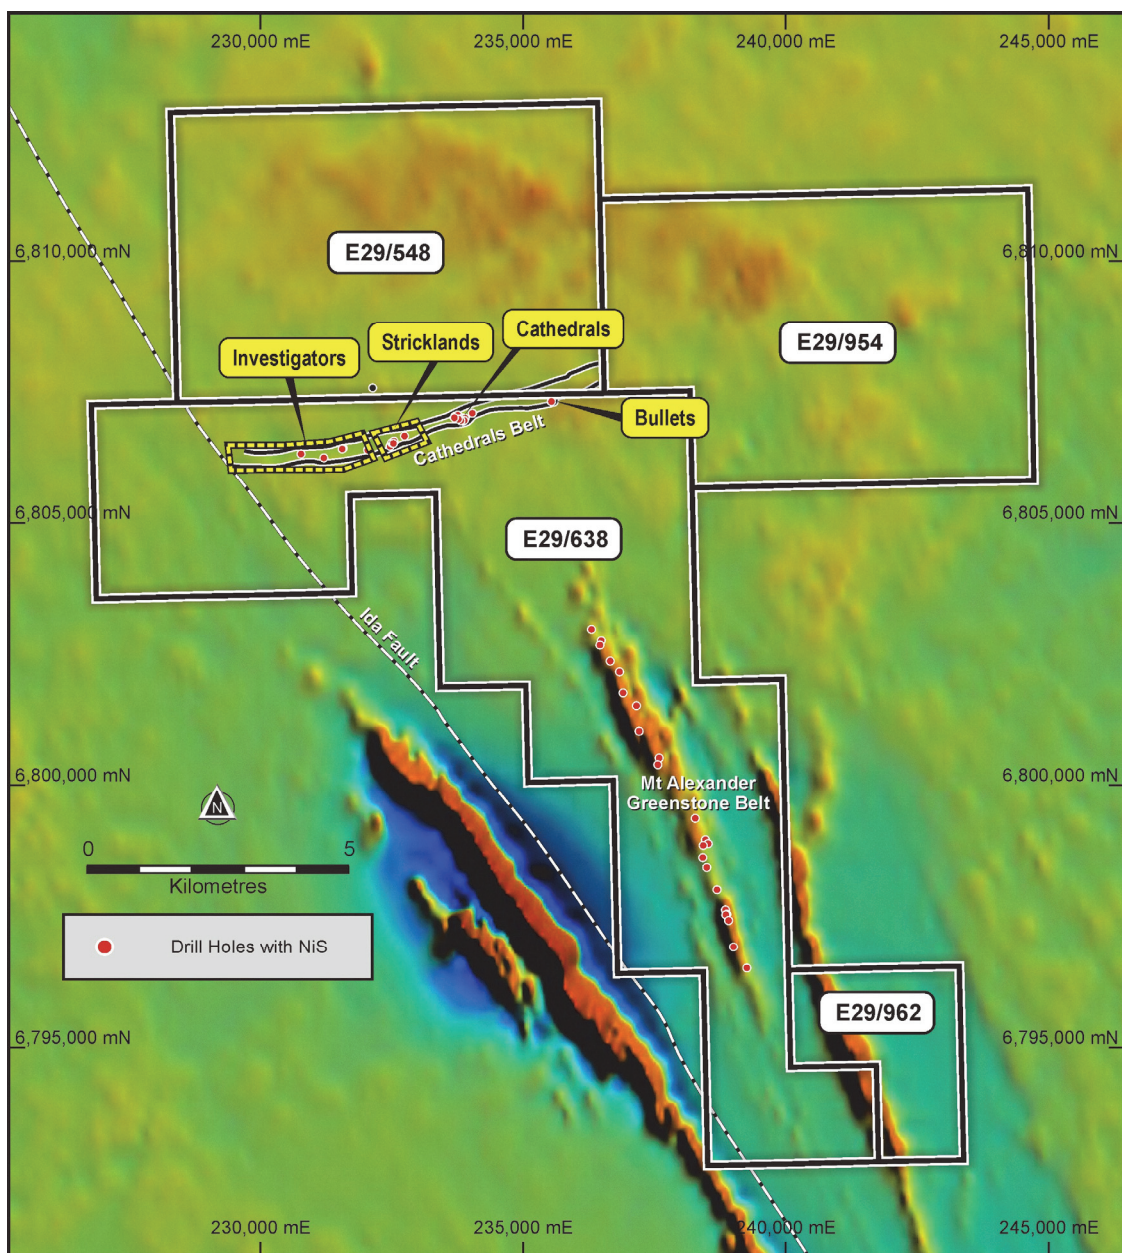 230,000 mE
235,000 mE
240,000 mE
245,000 mE
6,810,000 mN
E29/548
6,810,000 mN
Cathedrals
Stricklands
E29/954
Investigators
Bullets
Cathedrals Belt
6,805,000 mN
6,805,000 mN
E29/638
Ida Fault
6,800,000 mN
6,800,000 mN
Mt Alexander
Greenstone Belt
N
0
5
Kilometres
Drill Holes with NiS
E29/962
6,795,000 mN
6,795,000 mN
230,000 mE
235,000 mE
240,000 mE
245,000 mE